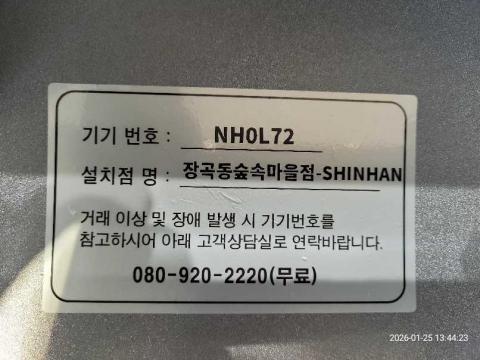 기기 번호 : NH0L72
설치점 명 : 장곡동숲속마을점-SHINHAN
거래 이상 및 장애 발생 시 기기번호를
참고하시어 아래 고객상담실로 연락바랍니다.
080-920-2220(무료)
2026-01-25 13:44:23